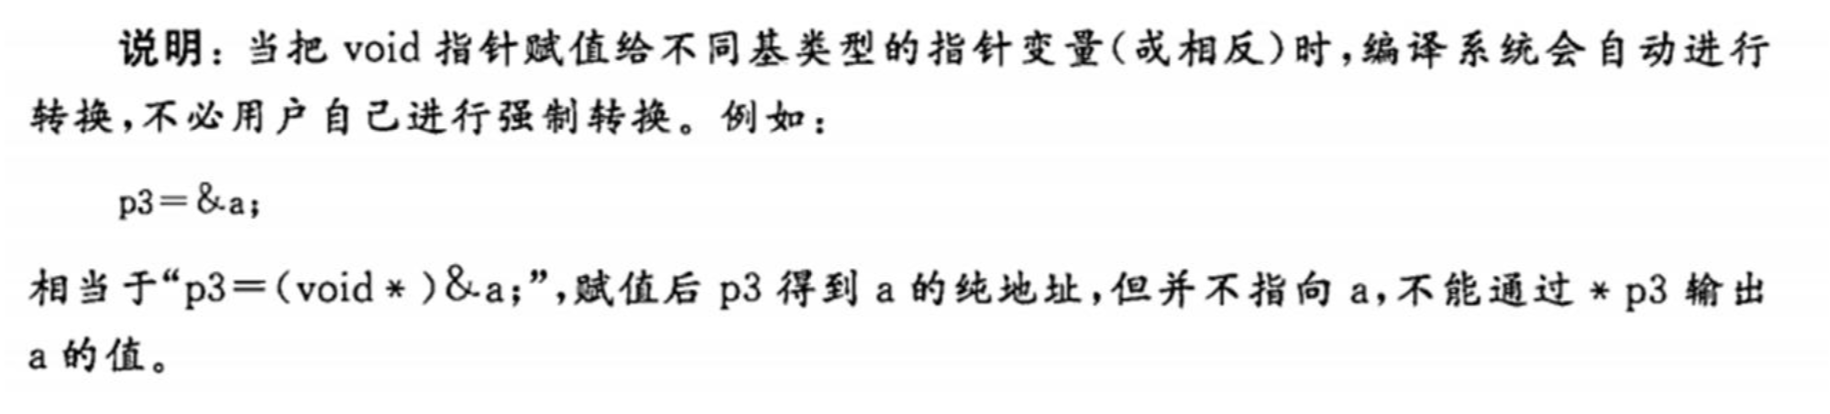 说明：当把 void 指针赋值给不同基类型的指针变量(或相反)时,编译系统会自动进行
转换,不必用户自己进行强制转换。例如：
p3=&a;
相当于“p3=(void * )&a;”,赋值后 p3 得到 a 的纯地址,但并不指向 a,不能通过 * p3 输出
a 的值。